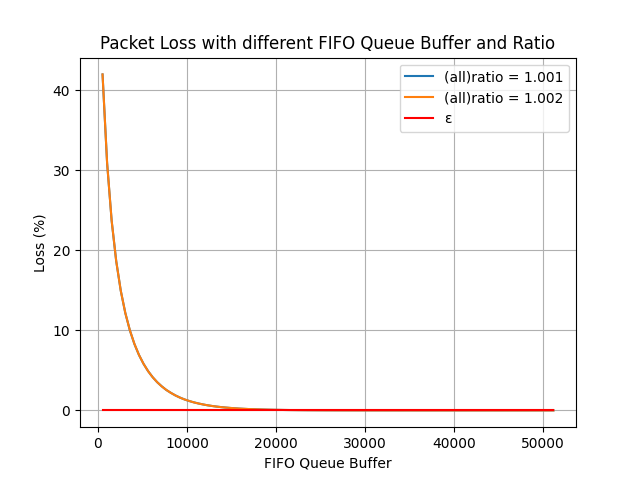 Packet Loss with different FIFO Queue Buffer and Ratio
(all)ratio = 1.001
(all)ratio = 1.002
ε
40
30
20
10
0
Loss (%)
0 10000 20000 30000 40000 50000
FIFO Queue Buffer